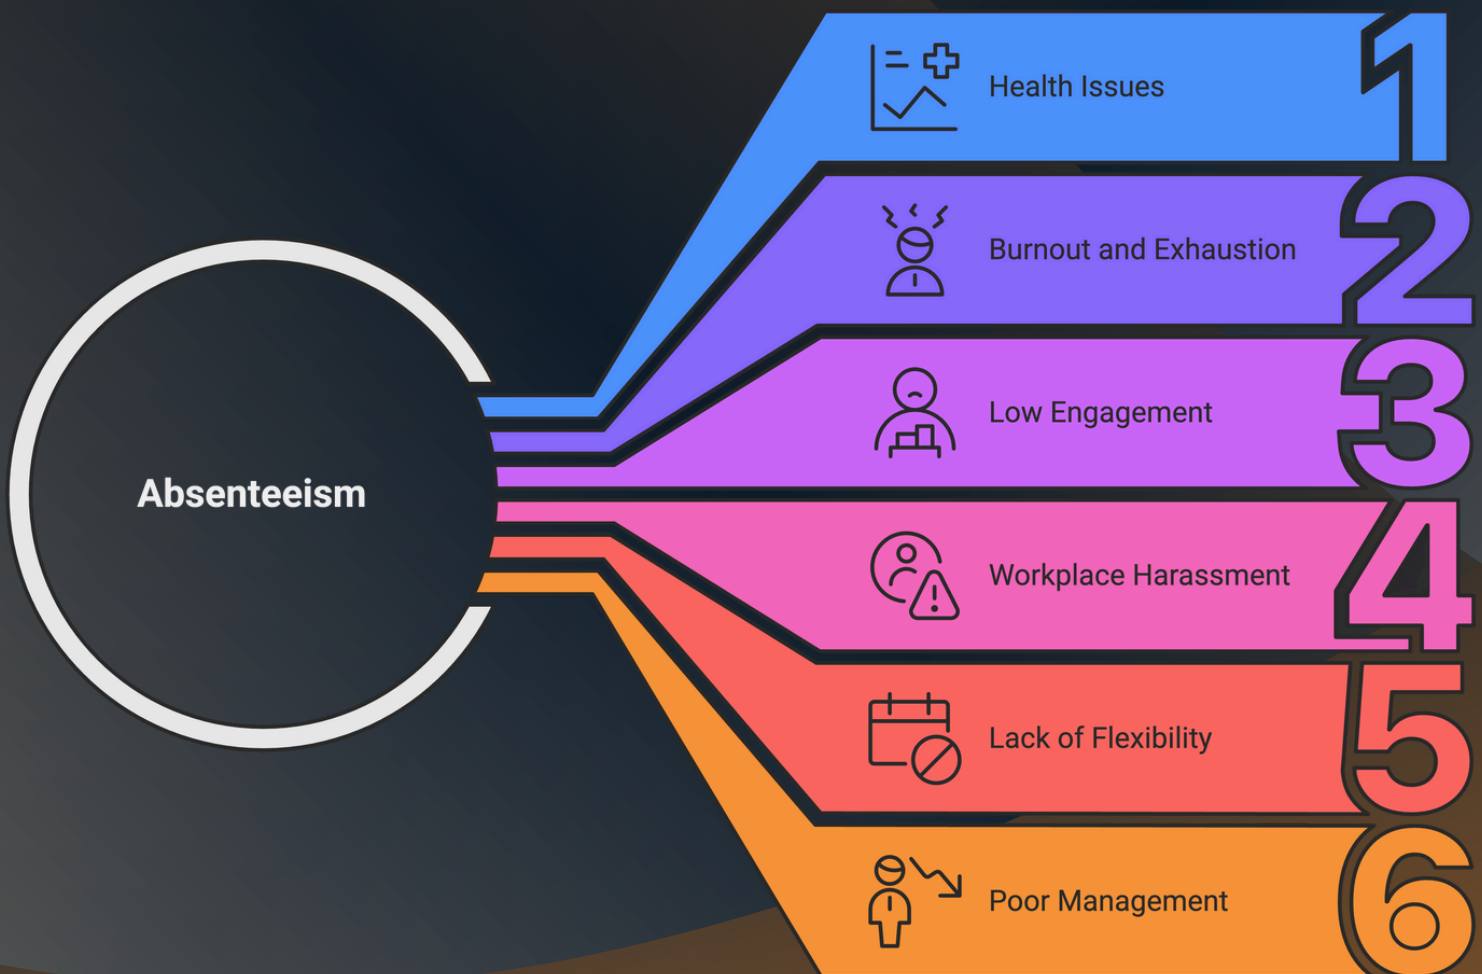 Absenteeism
Health Issues
1
Burnout and Exhaustion
2
Low Engagement
3
Workplace Harassment
4
Lack of Flexibility
5
Poor Management
6